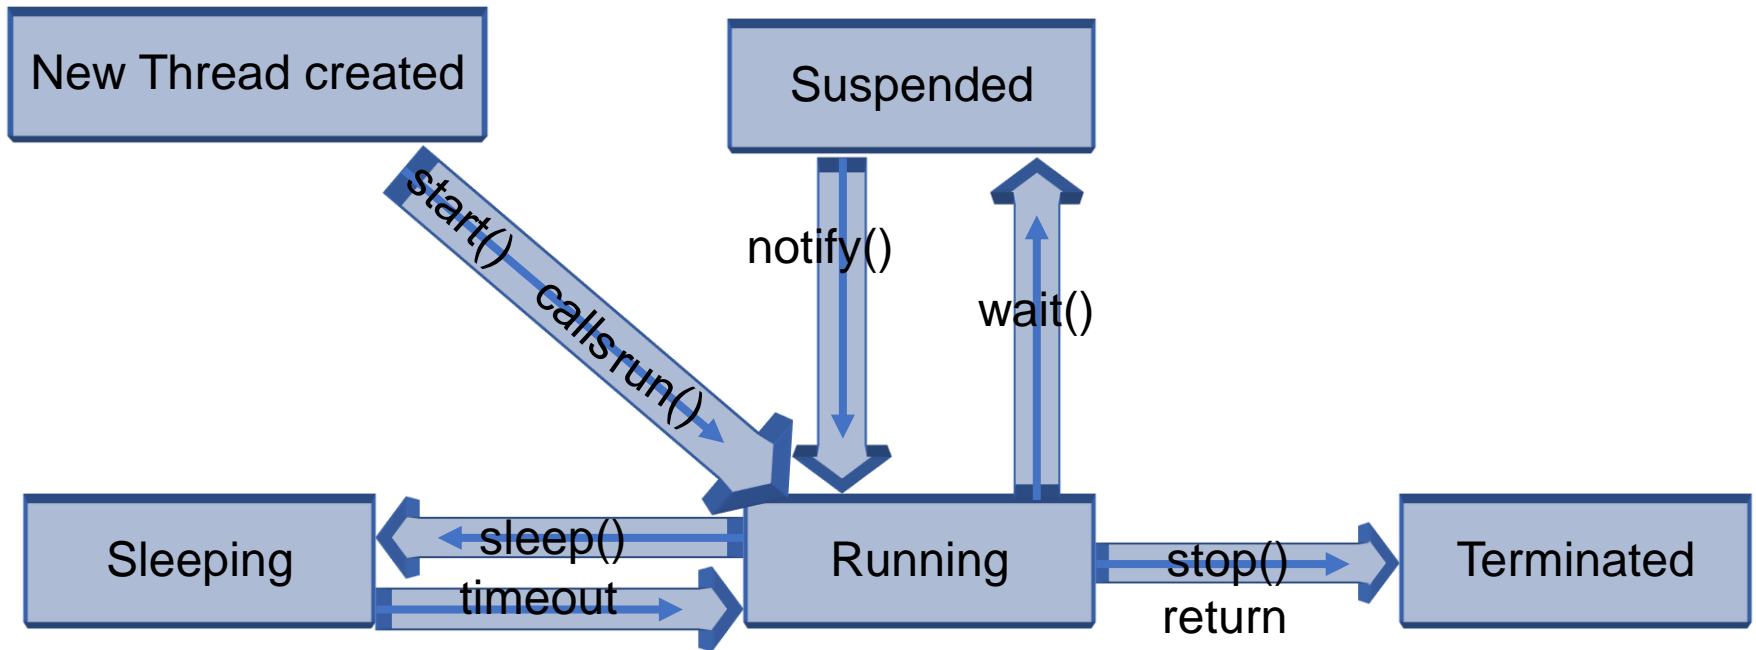 New Thread created
Suspended
start()
calls run()
notify()
wait()
Sleeping
sleep()
timeout
Running
stop()
return
Terminated